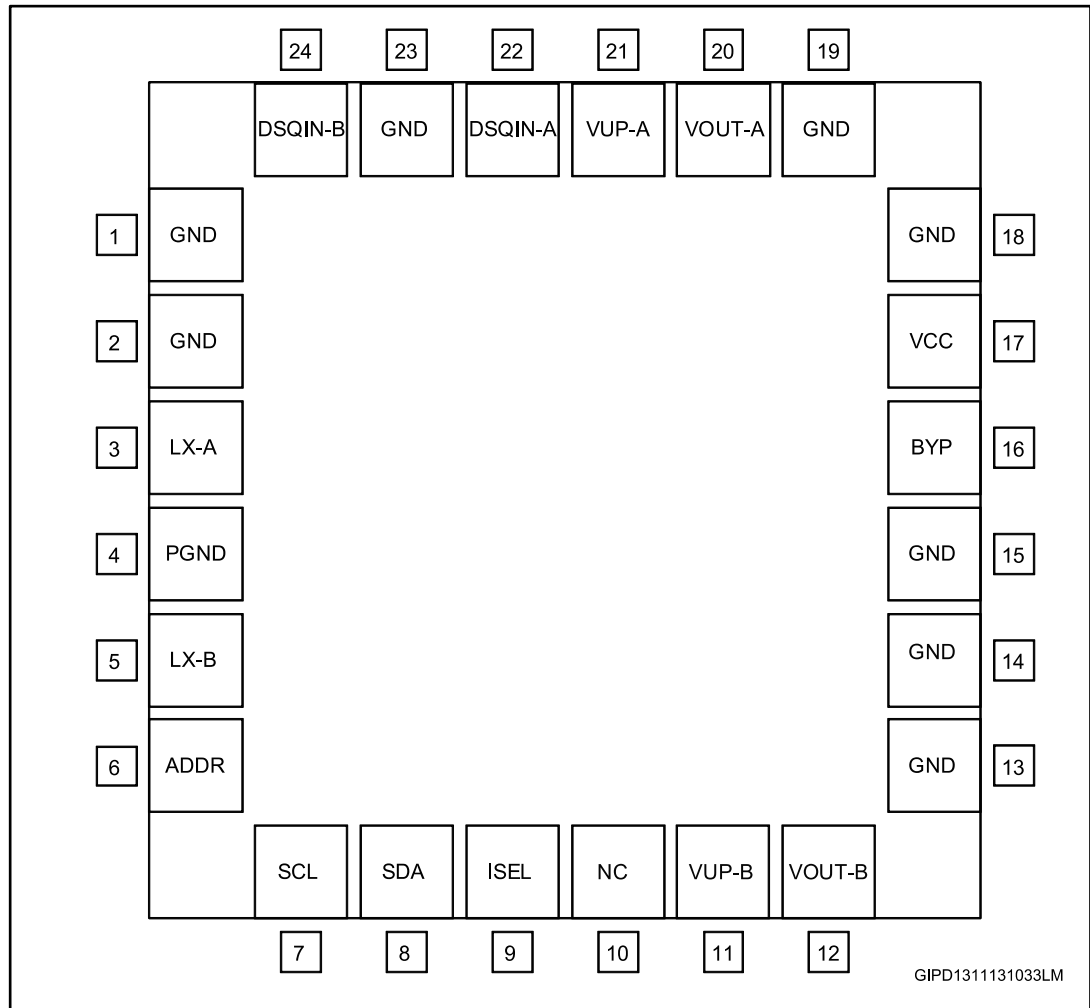 24 23 22 21 20 19
DSQIN-B GND DSQIN-A VUP-A VOUT-A GND
1 GND GND 18
2 GND VCC 17
3 LX-A BYP 16
4 PGND GND 15
5 LX-B GND 14
6 ADDR GND 13
SCL SDA ISEL NC VUP-B VOUT-B
7 8 9 10 11 12
GIPD1311131033LM